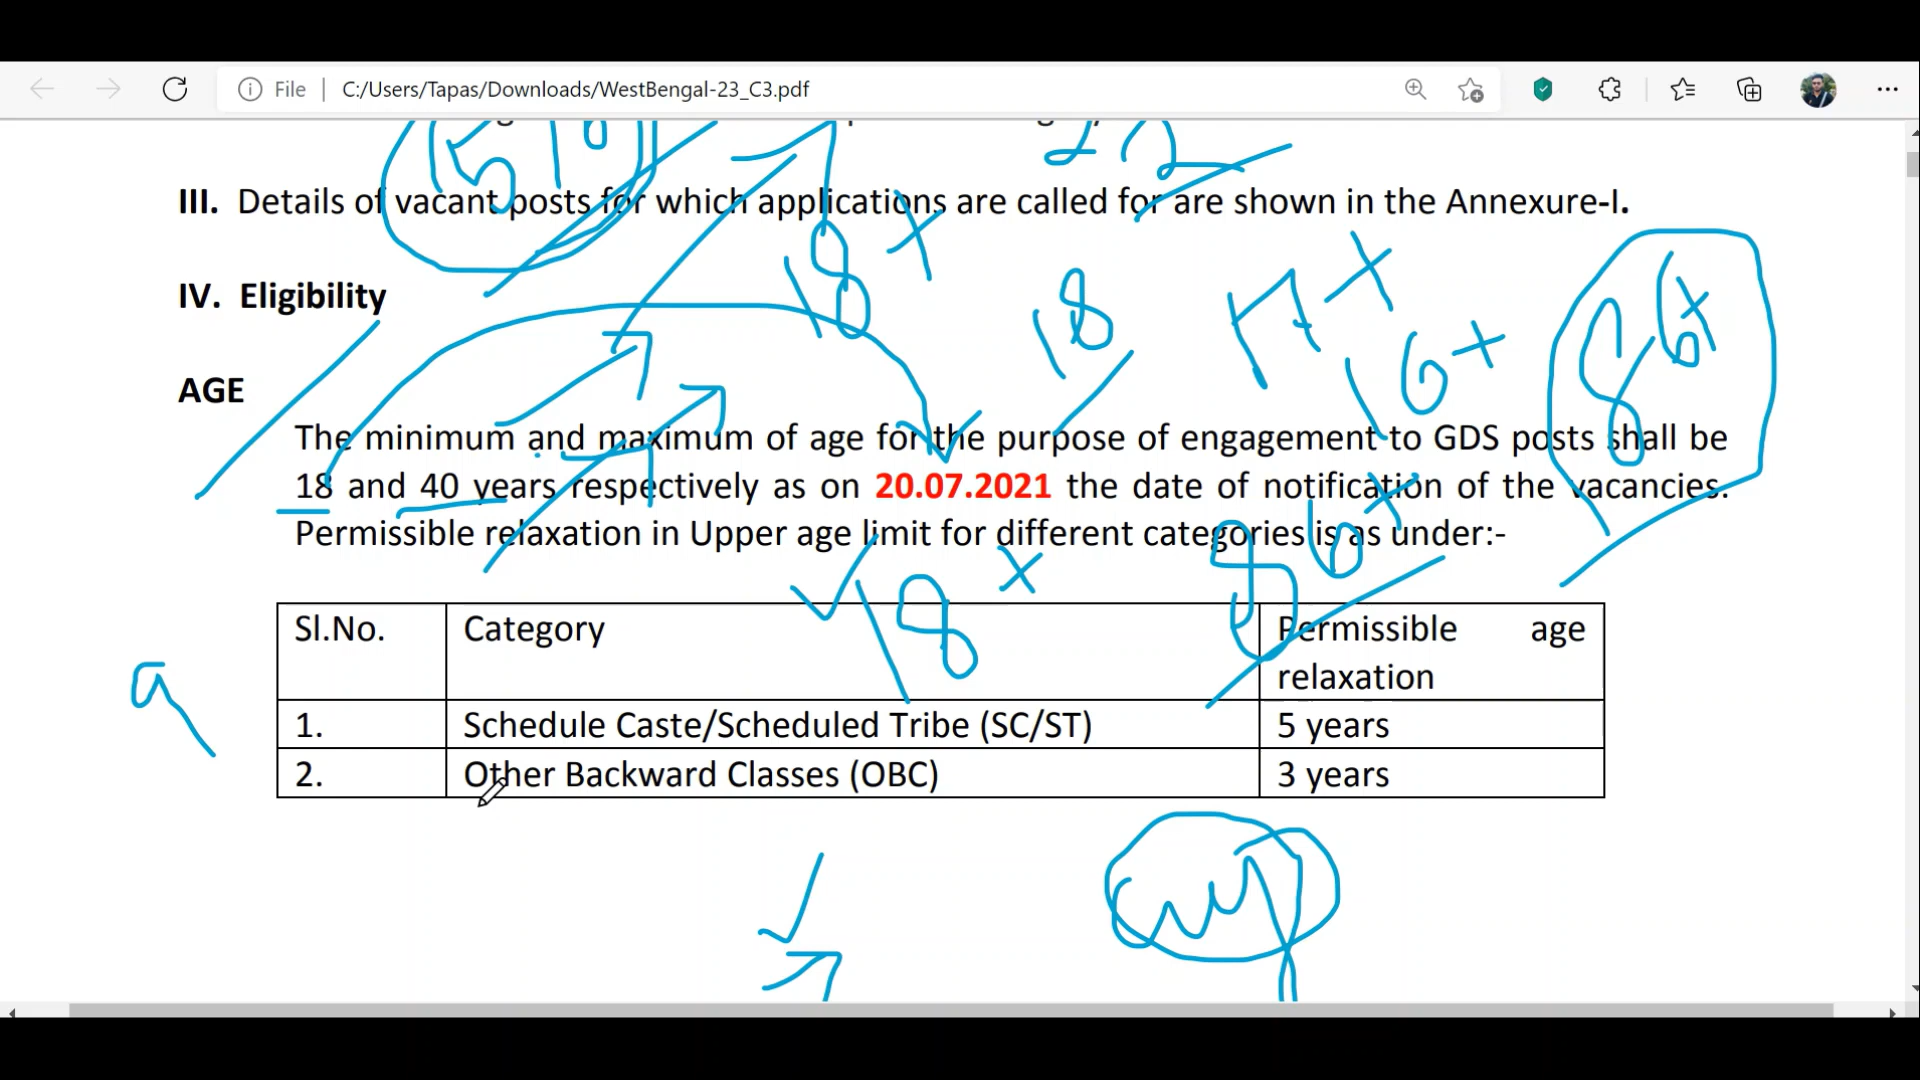 File C:/Users/Tapas/Downloads/WestBengal-23_C3.pdf
III. Details of vacant posts for which applications are called for are shown in the Annexure-I.
18 x
18
17 x
16 x
IV. Eligibility
AGE
The minimum and maximum of age for the purpose of engagement to GDS posts shall be
18 and 40 years respectively as on 20.07.2021 the date of notification of the vacancies.
Permissible relaxation in Upper age limit for different categories is as under:-
18 x
Sl.No. Category Permissible age relaxation
1. Schedule Caste/Scheduled Tribe (SC/ST) 5 years
2. Other Backward Classes (OBC) 3 years